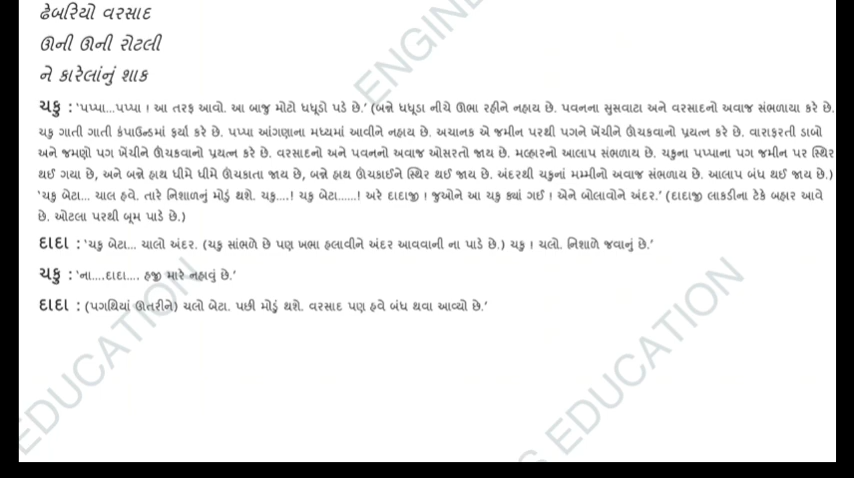 ઢેબરિયો વરસાદ
ઊની ઊની રોટલી
ને કારેલાંનું શાક
ચકુ : 'પપ્પા...પપ્પા ! આ તરફ આવો. આ બાજુ મોટો ધધૂડો પડે છે.' (બન્ને ધધૂડા નીચે ઊભા રહીને નહાય છે. પવનના સુસવાટા અને વરસાદનો અવાજ સંભળાયા કરે છે.
ચકુ ગાતી ગાતી કંપાઉન્ડમાં ફર્યા કરે છે. પપ્પા આંગણાના મધ્યમાં આવીને નહાય છે. અચાનક એ જમીન પરથી પગને ખેંચીને ઊંચકવાનો પ્રયત્ન કરે છે. વારાફરતી ડાબો
અને જમણો પગ ખેંચીને ઊંચકવાનો પ્રયત્ન કરે છે. વરસાદનો અને પવનનો અવાજ ઓસરતો જાય છે. મલ્હારનો આલાપ સંભળાય છે. ચકુના પપ્પાના પગ જમીન પર સ્થિર
થઈ ગયા છે, અને બન્ને હાથ ધીમે ધીમે ઊંચકાતા જાય છે, બન્ને હાથ ઊંચકાઈને સ્થિર થઈ જાય છે. અંદરથી ચકુનાં મમ્મીનો અવાજ સંભળાય છે. આલાપ બંધ થઈ જાય છે.)
'ચકુ બેટા... ચાલ હવે. તારે નિશાળનું મોડું થશે. ચકુ....! ચકુ બેટા......! અરે દાદાજી ! જુઓને આ ચકુ ક્યાં ગઈ ! એને બોલાવોને અંદર.' (દાદાજી લાકડીના ટેકે બહાર આવે
છે. ઓટલા પરથી બૂમ પાડે છે.)
દાદા : 'ચકુ બેટા... ચાલો અંદર. (ચકુ સાંભળે છે પણ ખભા હલાવીને અંદર આવવાની ના પાડે છે.) ચકુ ! ચલો. નિશાળે જવાનું છે.'
ચકુ : 'ના....દાદા.... હજી મારે નહાવું છે.'
દાદા : (પગથિયાં ઊતરીને) ચલો બેટા. પછી મોડું થશે. વરસાદ પણ હવે બંધ થવા આવ્યો છે.'
ENGIN
EDUCATION
S EDUCATION